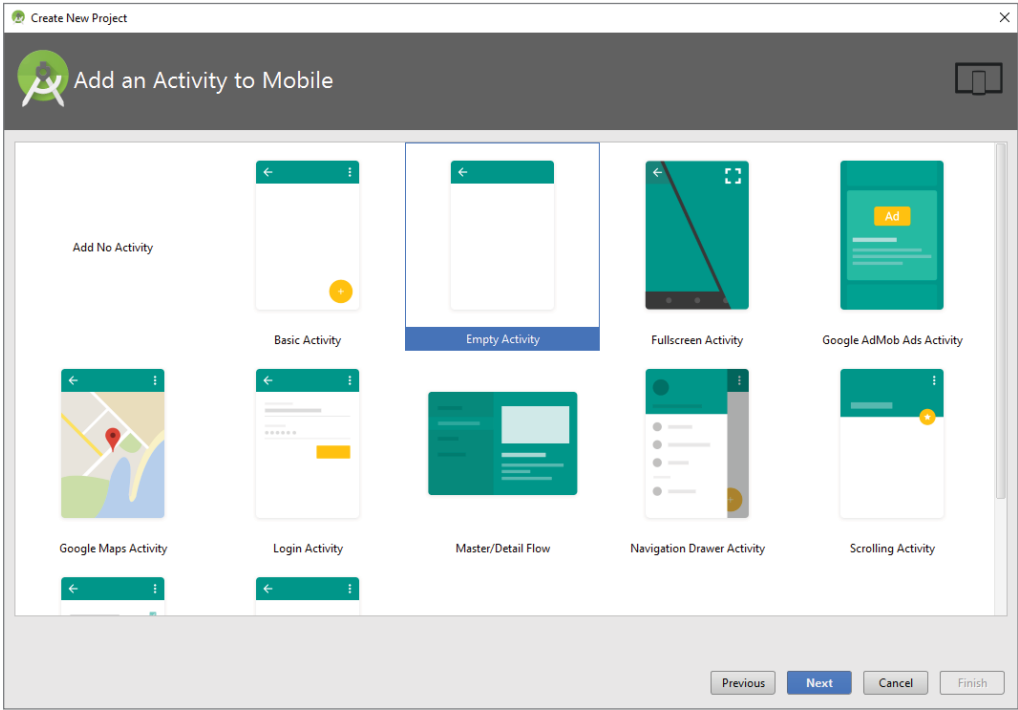 Create New Project
Add an Activity to Mobile
Add No Activity
Basic Activity
Empty Activity
Fullscreen Activity
Ad
Google AdMob Ads Activity
Google Maps Activity
Login Activity
Master/Detail Flow
Navigation Drawer Activity
Scrolling Activity
Previous
Next
Cancel
Finish